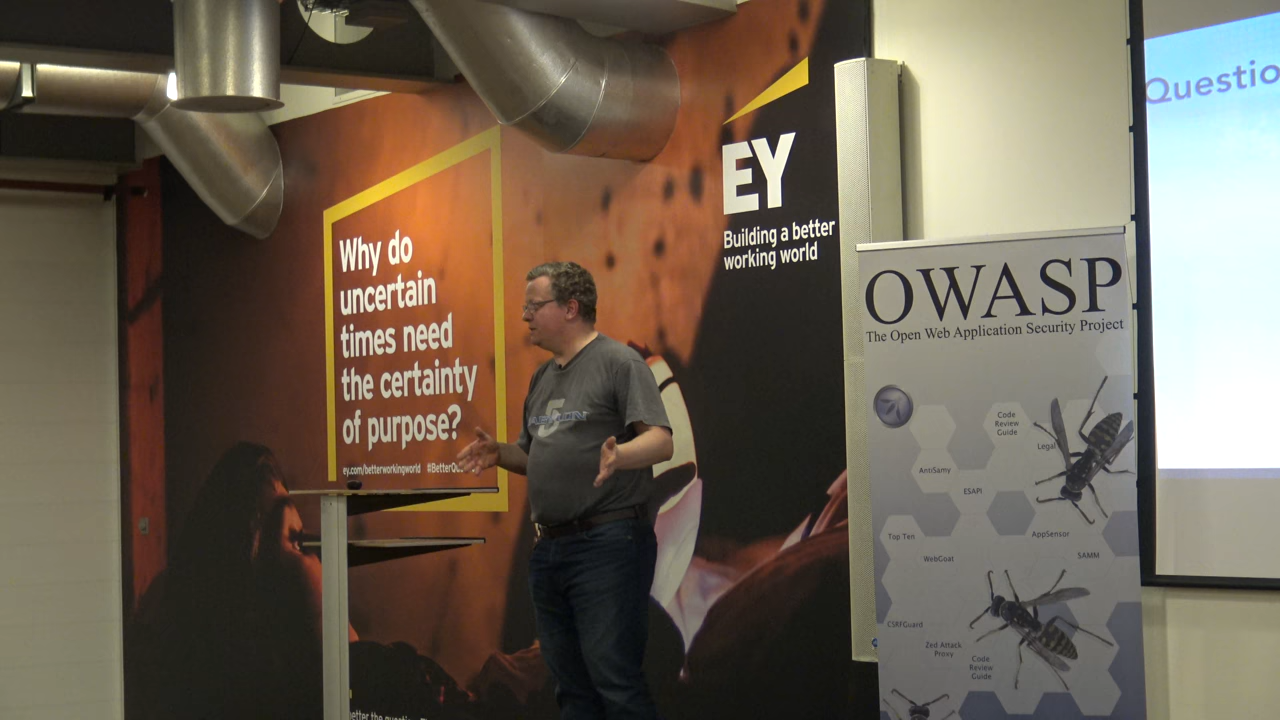 Why do
uncertain
times need
the certainty
of purpose?
ey.com/betterworkingworld
EY
Building a better
working world
OWASP
The Open Web Application Security Project
Code
Review
Guide
Legal
AntiSamy
ESAPI
Top Ten
AppSensor
WebGoat
SAMM
CSRFGuard
Zed Attack
Proxy
Code
Review
Guide
the question.